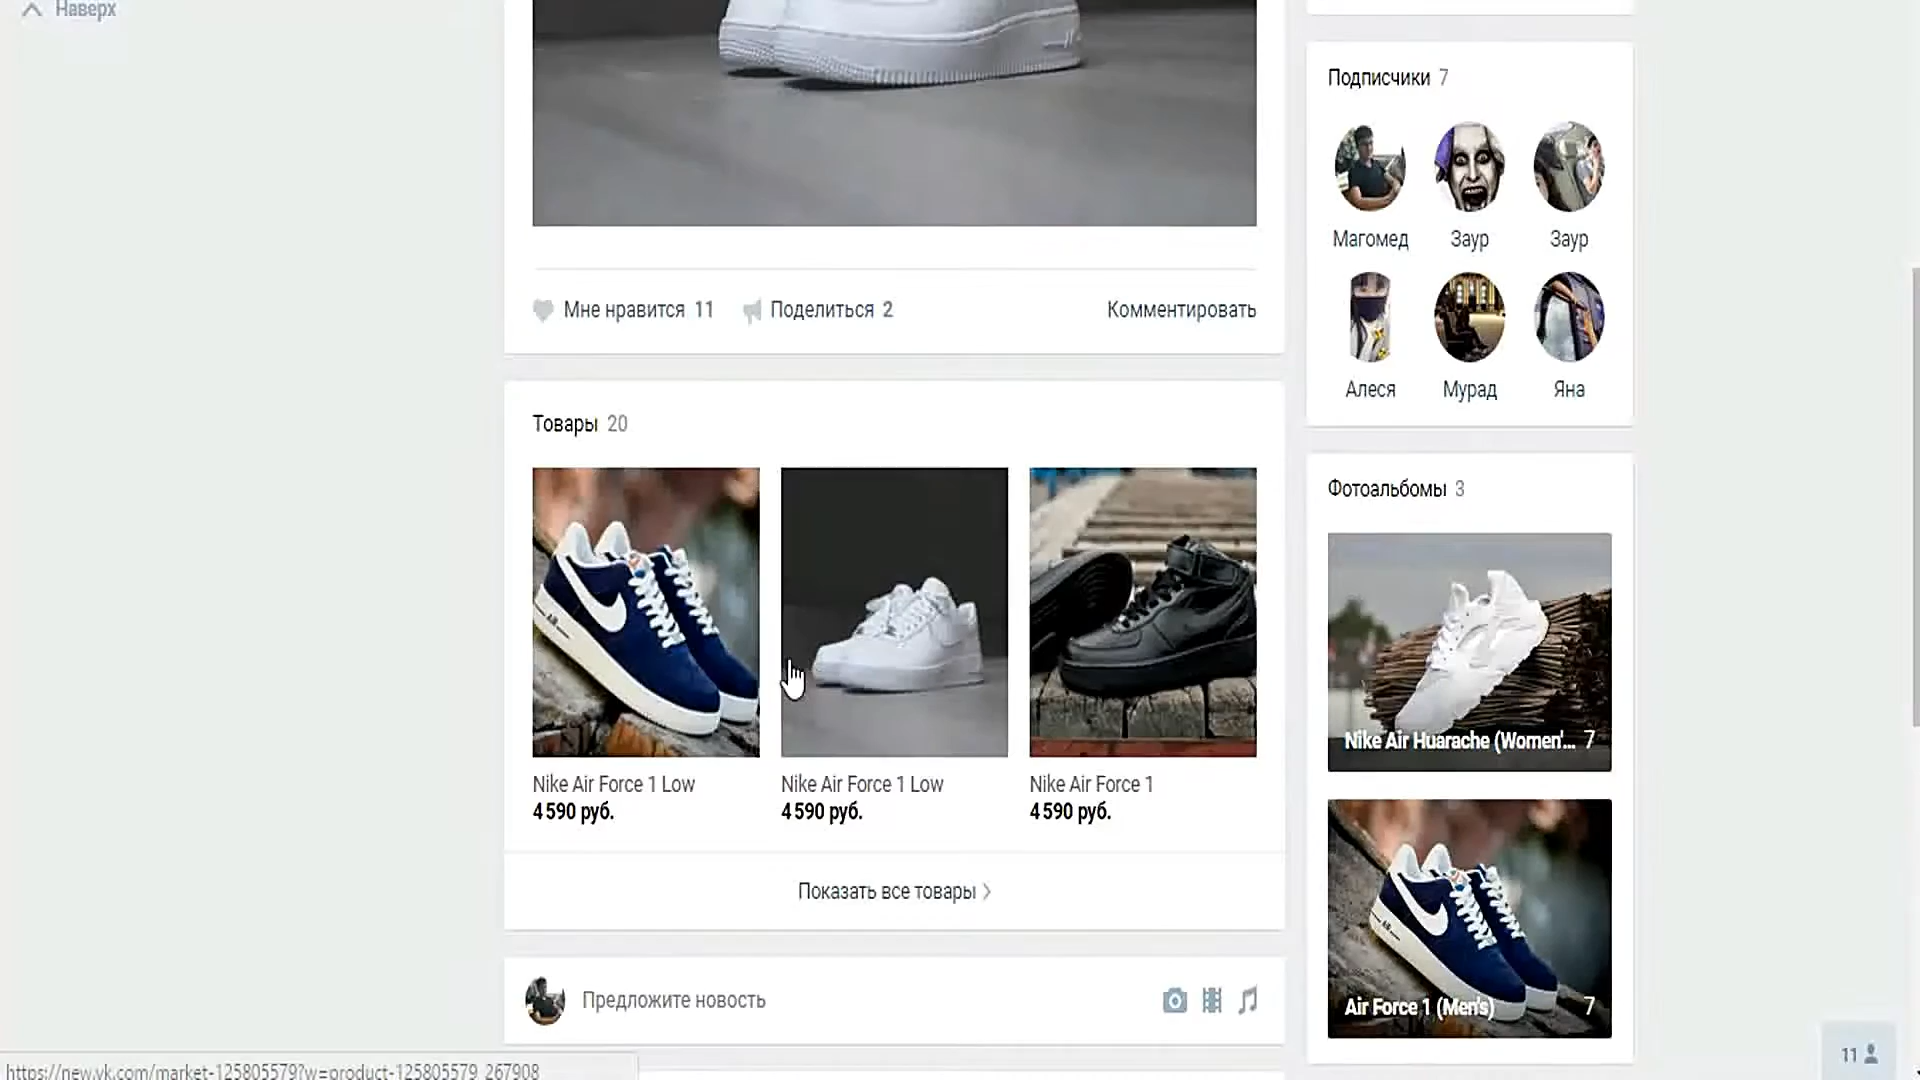 Наверх
Мне нравится 11
Поделиться 2
Комментировать
Товары 20
Nike Air Force 1 Low
4 590 руб.
Nike Air Force 1 Low
4 590 руб.
Nike Air Force 1
4 590 руб.
Показать все товары
Предложите новость
Подписчики 7
Магомед
Заур
Заур
Алеся
Мурад
Яна
Фотоальбомы 3
Nike Air Huarache (Women'... 7
Air Force 1 (Men's) 7
11
https://new.vk.com/market-125805579?w=product-125805579_267908